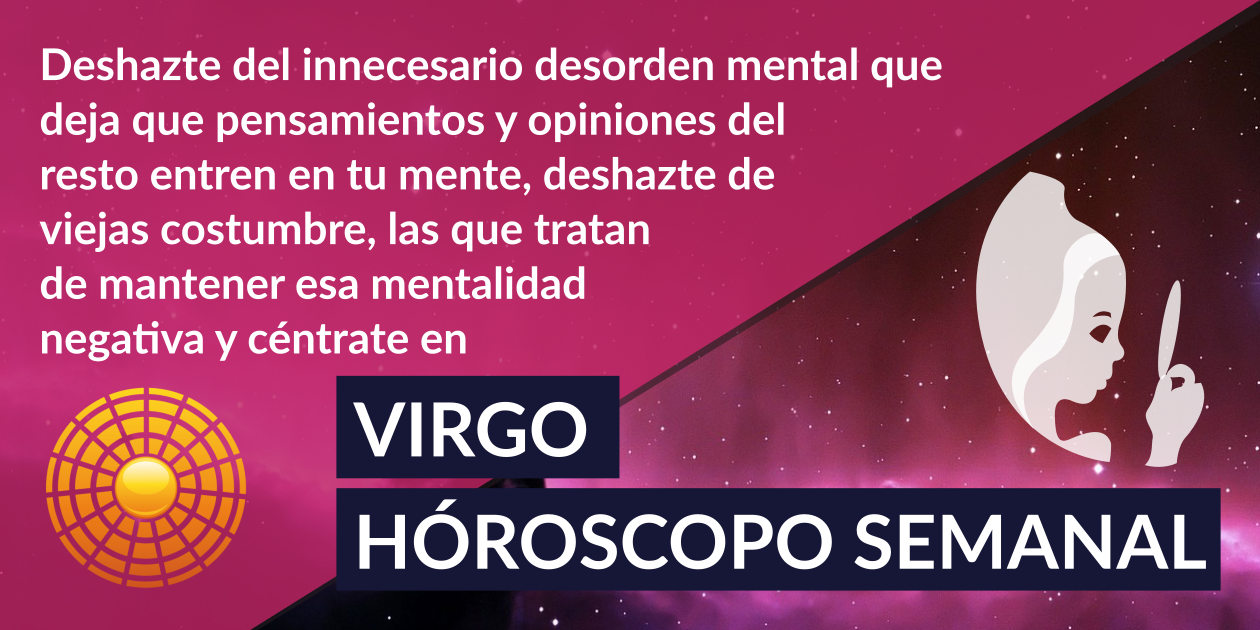 Deshazte del innecesario desorden mental que
deja que pensamientos y opiniones del
resto entren en tu mente, deshazte de
viejas costumbre, las que tratan
de mantener esa mentalidad
negativa y céntrate en
VIRGO
HÓROSCOPO SEMANAL